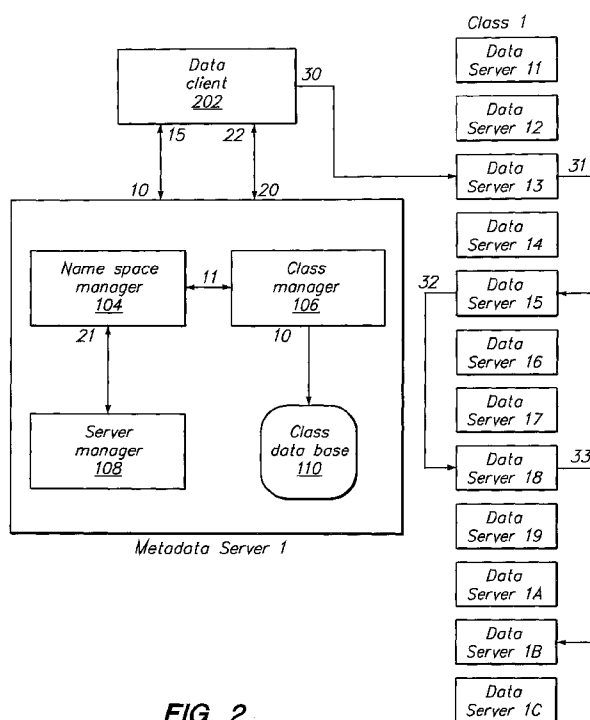 Class 1
Data
client
202
30
15
22
10
20
Name space
manager
104
11
Class
manager
106
21
10
Server
manager
108
Class
data base
110
Metadata Server 1
Data
Server 11
Data
Server 12
Data
Server 13
31
Data
Server 14
32
Data
Server 15
Data
Server 16
Data
Server 17
Data
Server 18
33
Data
Server 19
Data
Server 1A
Data
Server 1B
Data
Server 1C
FIG. 2